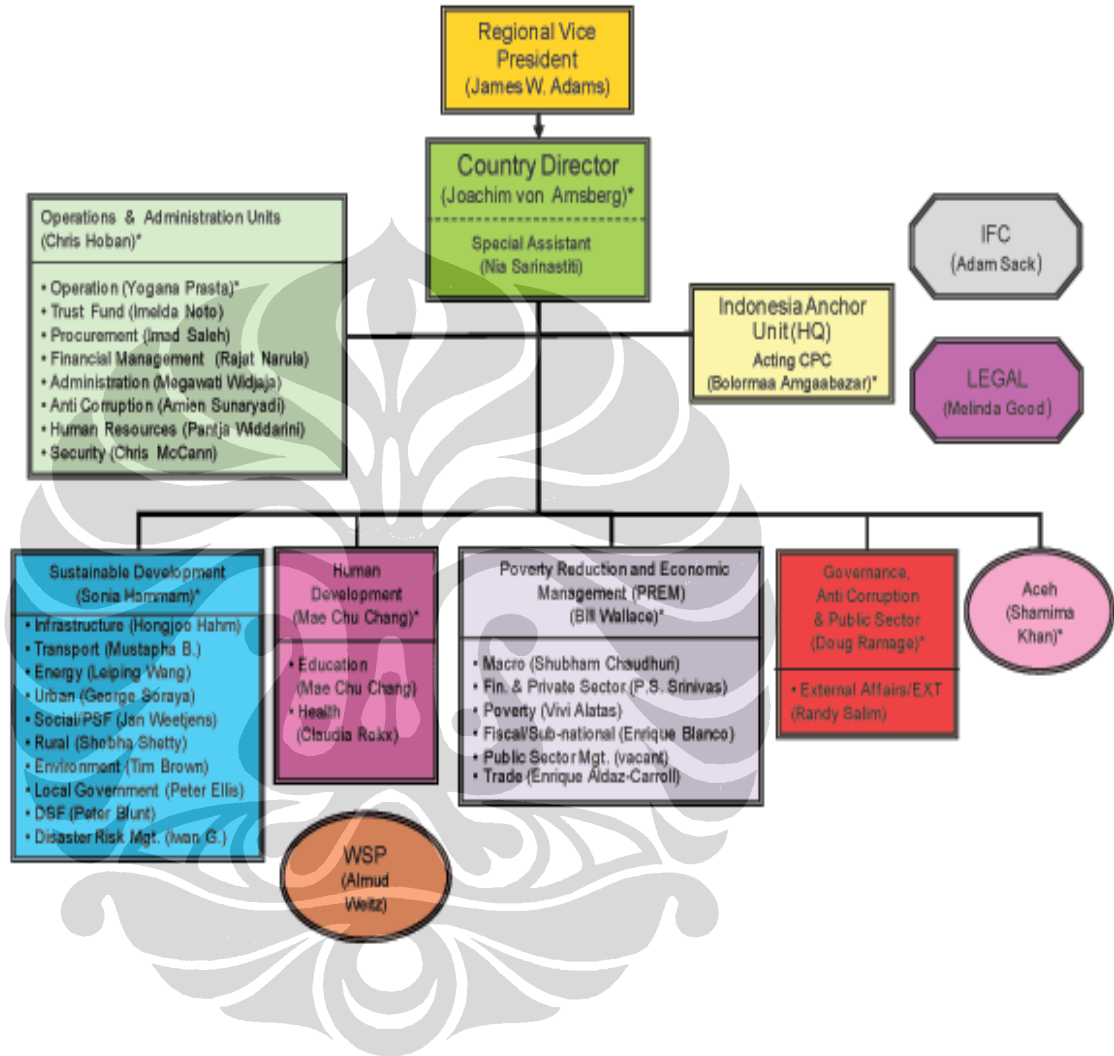 Regional Vice
President
(James W. Adams)
Country Director
(Joachim von Amsberg)*
Special Assistant
(Nia Sarinastiti)
Operations & Administration Units
(Chris Hoban)*
• Operation (Yogana Prasta)*
• Trust Fund (Imelda Noto)
• Procurement (Imad Saleh)
• Financial Management (Rajat Narula)
• Administration (Megawati Widjaja)
• Anti Corruption (Amien Sunaryadi)
• Human Resources (Pantja Widdarini)
• Security (Chris McCann)
IFC
(Adam Sack)
Indonesia Anchor
Unit (HQ)
Acting CPC
(Bolormaa Amgaabazar)*
LEGAL
(Melinda Good)
Sustainable Development
(Sonia Hammam)*
• Infrastructure (Hongjoo Hahm)
• Transport (Mustapha B.)
• Energy (Leiping Wang)
• Urban (George Soraya)
• Social/PSF (Jan Weetjens)
• Rural (Shobha Shetty)
• Environment (Tim Brown)
• Local Government (Peter Ellis)
• DSF (Peter Blunt)
• Disaster Risk Mgt. (Iwan G.)
Human
Development
(Mae Chu Chang)*
• Education
(Mae Chu Chang)
• Health
(Claudia Rokx)
Poverty Reduction and Economic
Management (PREM)
(Bill Wallace)*
• Macro (Shubham Chaudhuri)
• Fin. & Private Sector (P.S. Srinivas)
• Poverty (Vivi Alatas)
• Fiscal/Sub-national (Enrique Blanco)
• Public Sector Mgt. (vacant)
• Trade (Enrique Aldaz-Carroll)
Governance,
Anti Corruption
& Public Sector
(Doug Ramage)*
• External Affairs/EXT
(Randy Salim)
Aceh
(Shamima
Khan)*
WSP
(Almud
Weitz)